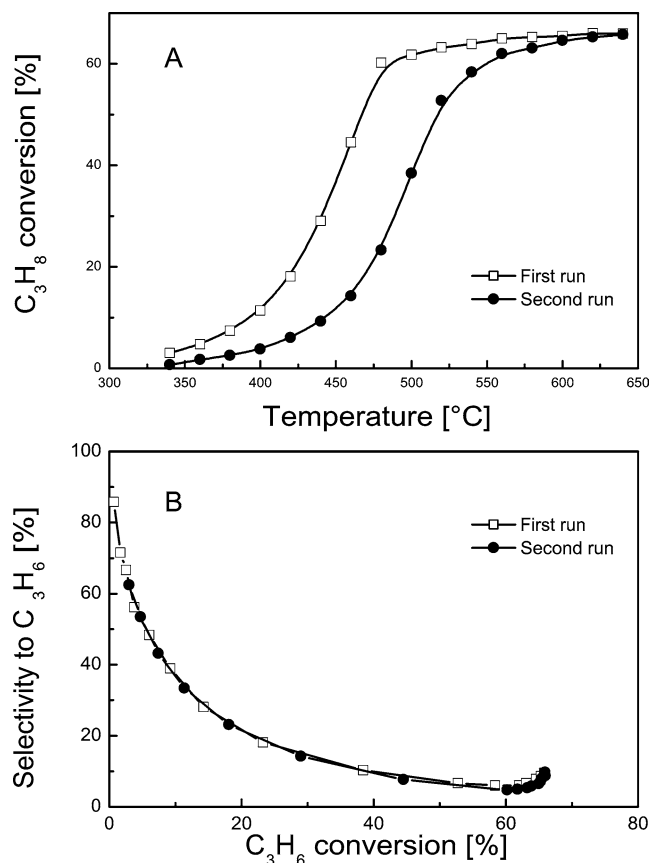 A
C₃H₈ conversion [%]
60
40
20
0
First run
Second run
300 350 400 450 500 550 600 650
Temperature [°C]
B
Selectivity to C₃H₆ [%]
100
80
60
40
20
0
First run
Second run
0 20 40 60 80
C₃H₆ conversion [%]